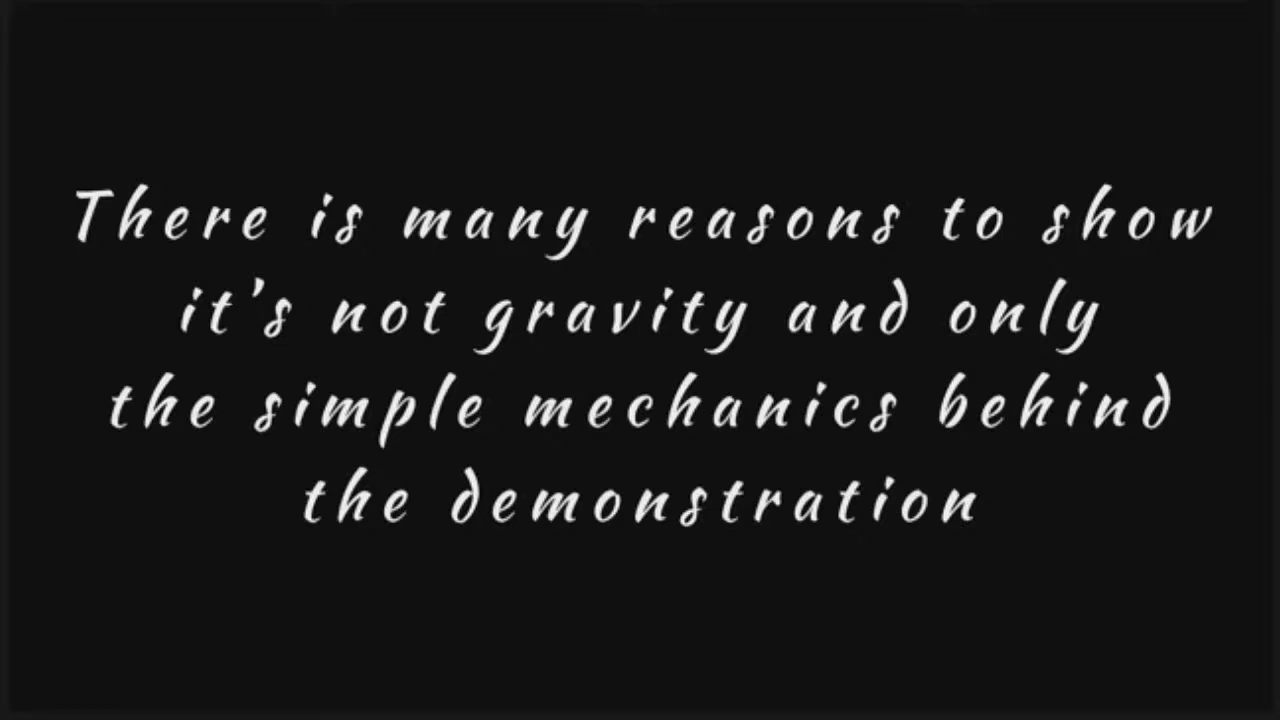 There is many reasons to show
it's not gravity and only
the simple mechanics behind
the demonstration